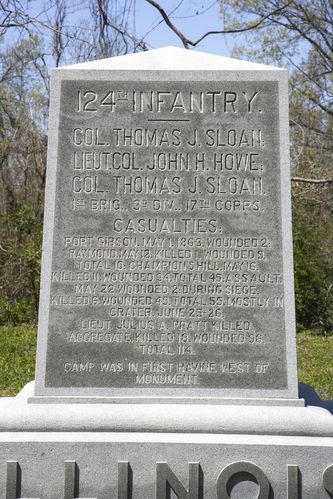 124TH INFANTRY.
COL. THOMAS J. SLOAN.
LIEUT. COL. JOHN H. HOWE;
COL. THOMAS J. SLOAN.
1ST BRIG., 3D DIV., 17TH CORPS.
CASUALTIES:
PORT GIBSON, MAY 1, 1863, WOUNDED 2.
RAYMOND, MAY 12, KILLED 1, WOUNDED 9,
TOTAL 10; CHAMPION'S HILL, MAY 16,
KILLED 11, WOUNDED 34, TOTAL 45; ASSAULT,
MAY 22, WOUNDED 2; DURING SIEGE,
KILLED 6, WOUNDED 49, TOTAL 55, MOSTLY IN
CRATER, JUNE 25-26,
LIEUT. JULIUS A. PRATT KILLED.
AGGREGATE, KILLED 18, WOUNDED 96,
TOTAL 114.
CAMP WAS IN FIRST RAVINE WEST OF
MONUMENT.
ILLINOIS